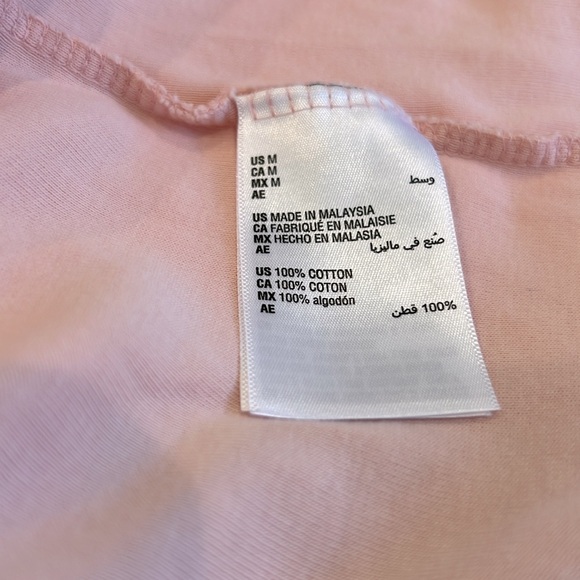 US M
CA M
MX M
AE وسط
US MADE IN MALAYSIA
CA FABRIQUÉ EN MALAISIE
MX HECHO EN MALASIA
AE صُنع في ماليزيا
US 100% COTTON
CA 100% COTON
MX 100% algodón
AE 100% قطن